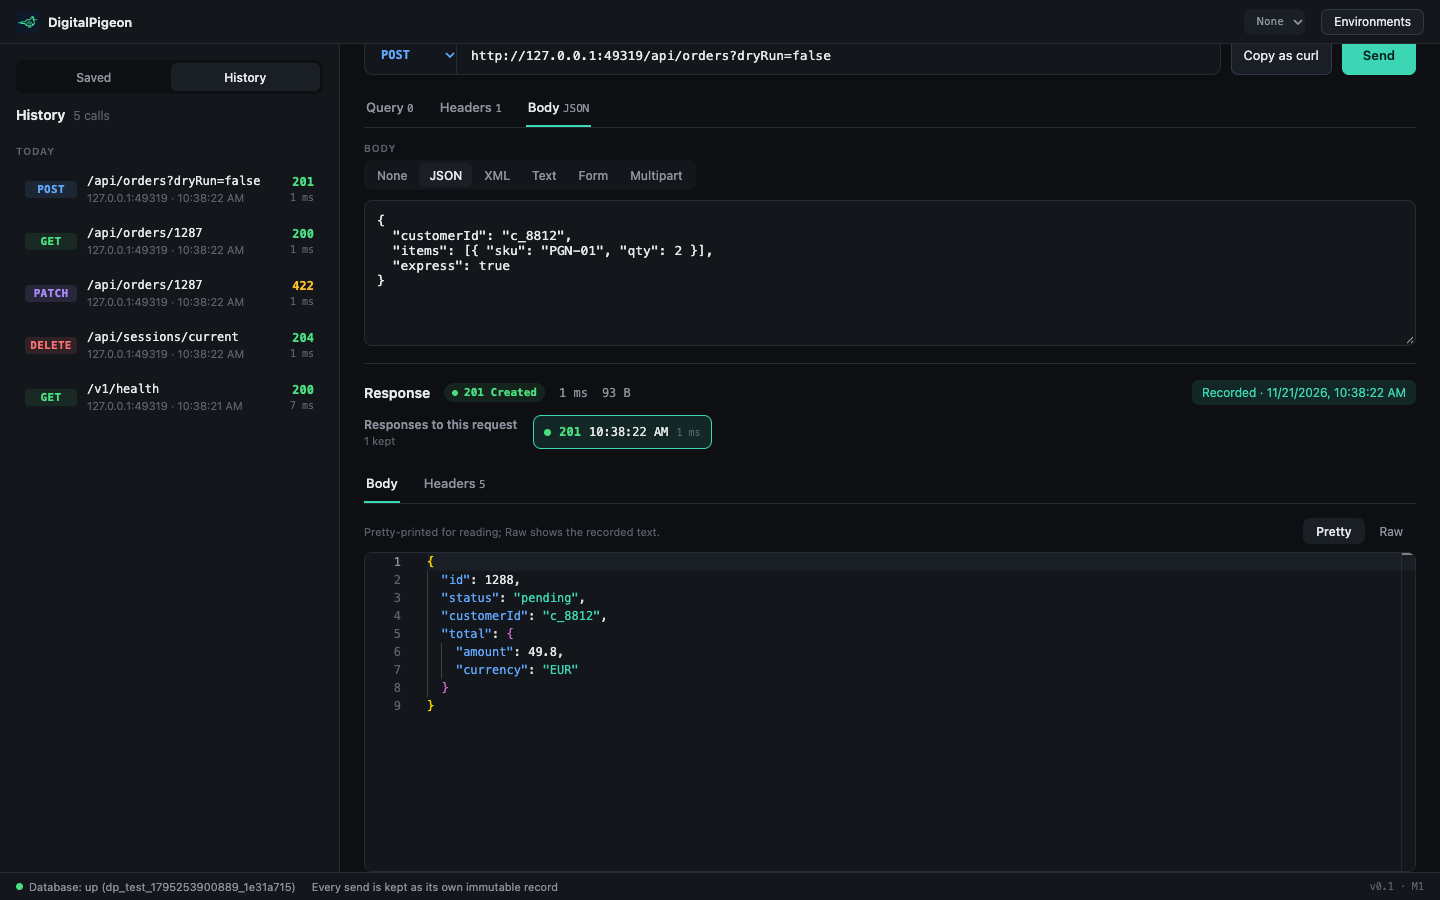 DigitalPigeon
None
Environments
Saved
History
History 5 calls
TODAY
POST /api/orders?dryRun=false 201
127.0.0.1:49319 · 10:38:22 AM 1 ms
GET /api/orders/1287 200
127.0.0.1:49319 · 10:38:22 AM 1 ms
PATCH /api/orders/1287 422
127.0.0.1:49319 · 10:38:22 AM 1 ms
DELETE /api/sessions/current 204
127.0.0.1:49319 · 10:38:22 AM 1 ms
GET /v1/health 200
127.0.0.1:49319 · 10:38:21 AM 7 ms
POST http://127.0.0.1:49319/api/orders?dryRun=false
Copy as curl
Send
Query 0 Headers 1 Body JSON
BODY
None JSON XML Text Form Multipart
{
"customerId": "c_8812",
"items": [{ "sku": "PGN-01", "qty": 2 }],
"express": true
}
Response 201 Created 1 ms 93 B
Recorded · 11/21/2026, 10:38:22 AM
Responses to this request
1 kept
201 10:38:22 AM 1 ms
Body Headers 5
Pretty-printed for reading; Raw shows the recorded text.
Pretty Raw
1 {
2 "id": 1288,
3 "status": "pending",
4 "customerId": "c_8812",
5 "total": {
6 "amount": 49.8,
7 "currency": "EUR"
8 }
9 }
Database: up (dp_test_1795253900889_1e31a715) Every send is kept as its own immutable record
v0.1 · M1